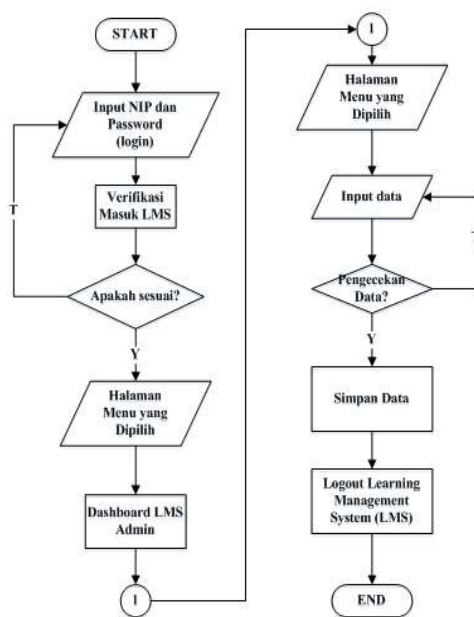 START
Input NIP dan
Password
(login)
T
Verifikasi
Masuk LMS
Apakah sesuai?
Y
Halaman
Menu yang
Dipilih
Dashboard LMS
Admin
1
1
Halaman
Menu yang
Dipilih
Input data
Pengecekan
Data?
Y
Simpan Data
Logout Learning
Management
System (LMS)
END